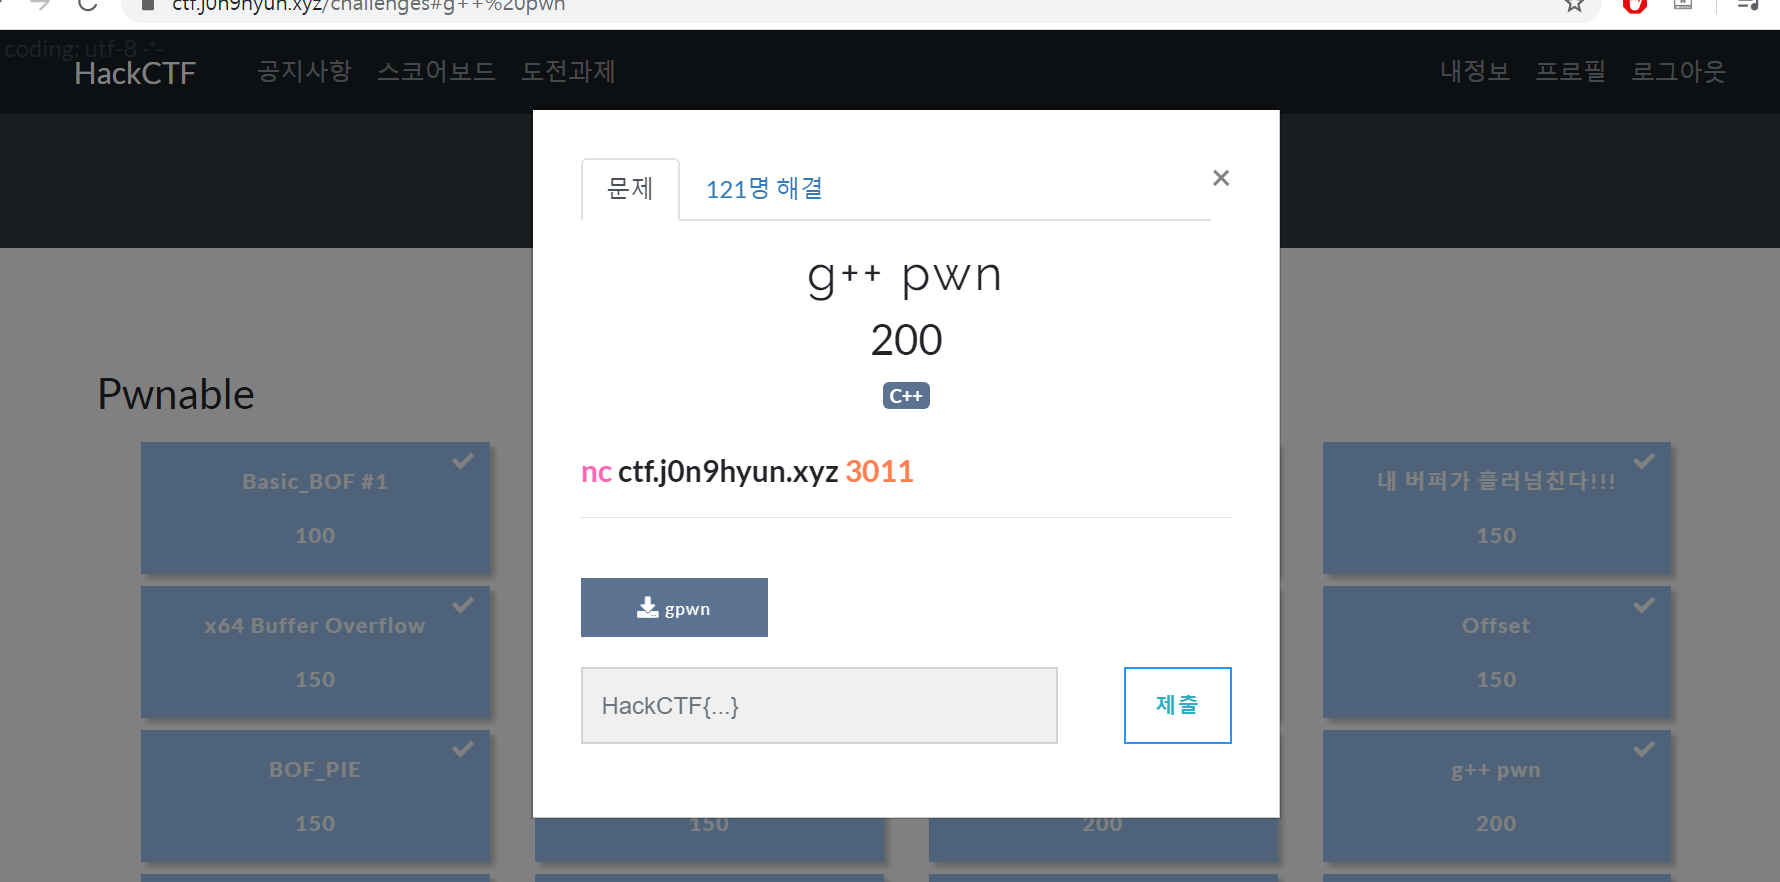 ctf.j0n9hyun.xyz/challenges#g++%20pwn
coding: utf-8 -*-
HackCTF 공지사항 스코어보드 도전과제 내정보 프로필 로그아웃
문제 121명 해결 ×
g++ pwn
200
C++
nc ctf.j0n9hyun.xyz 3011
gpwn
HackCTF{...} 제출
Pwnable
Basic_BOF #1
100
내 버퍼가 흘러넘친다!!!
150
x64 Buffer Overflow
150
Offset
150
BOF_PIE
150
150
200
g++ pwn
200